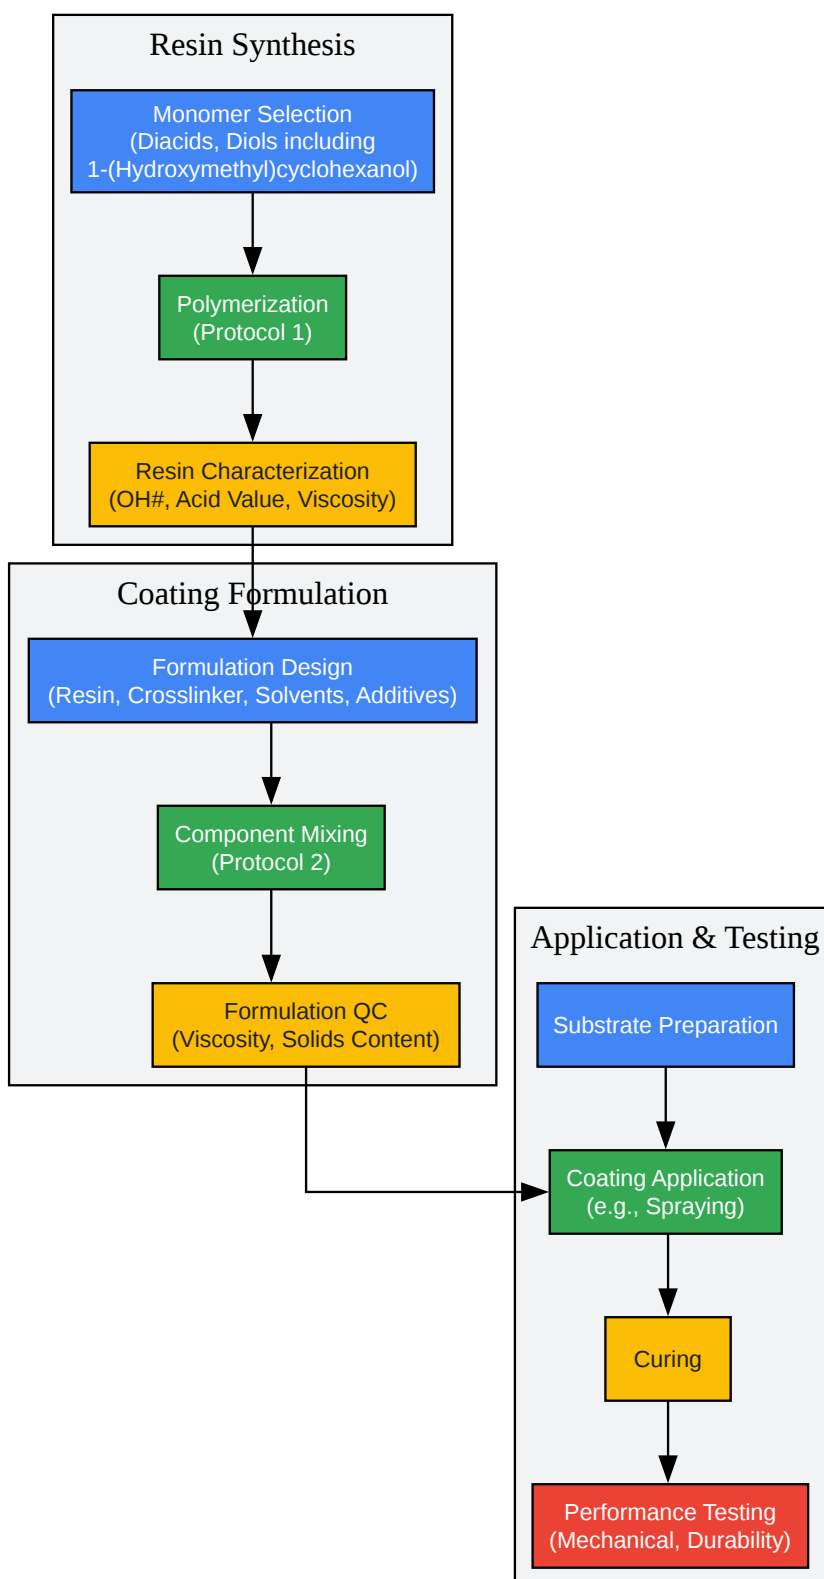 Resin Synthesis
Monomer Selection
(Diacids, Diols including
1-(Hydroxymethyl)cyclohexanol)
Polymerization
(Protocol 1)
Resin Characterization
(OH#, Acid Value, Viscosity)
Coating Formulation
Formulation Design
(Resin, Crosslinker, Solvents, Additives)
Component Mixing
(Protocol 2)
Formulation QC
(Viscosity, Solids Content)
Application & Testing
Substrate Preparation
Coating Application
(e.g., Spraying)
Curing
Performance Testing
(Mechanical, Durability)